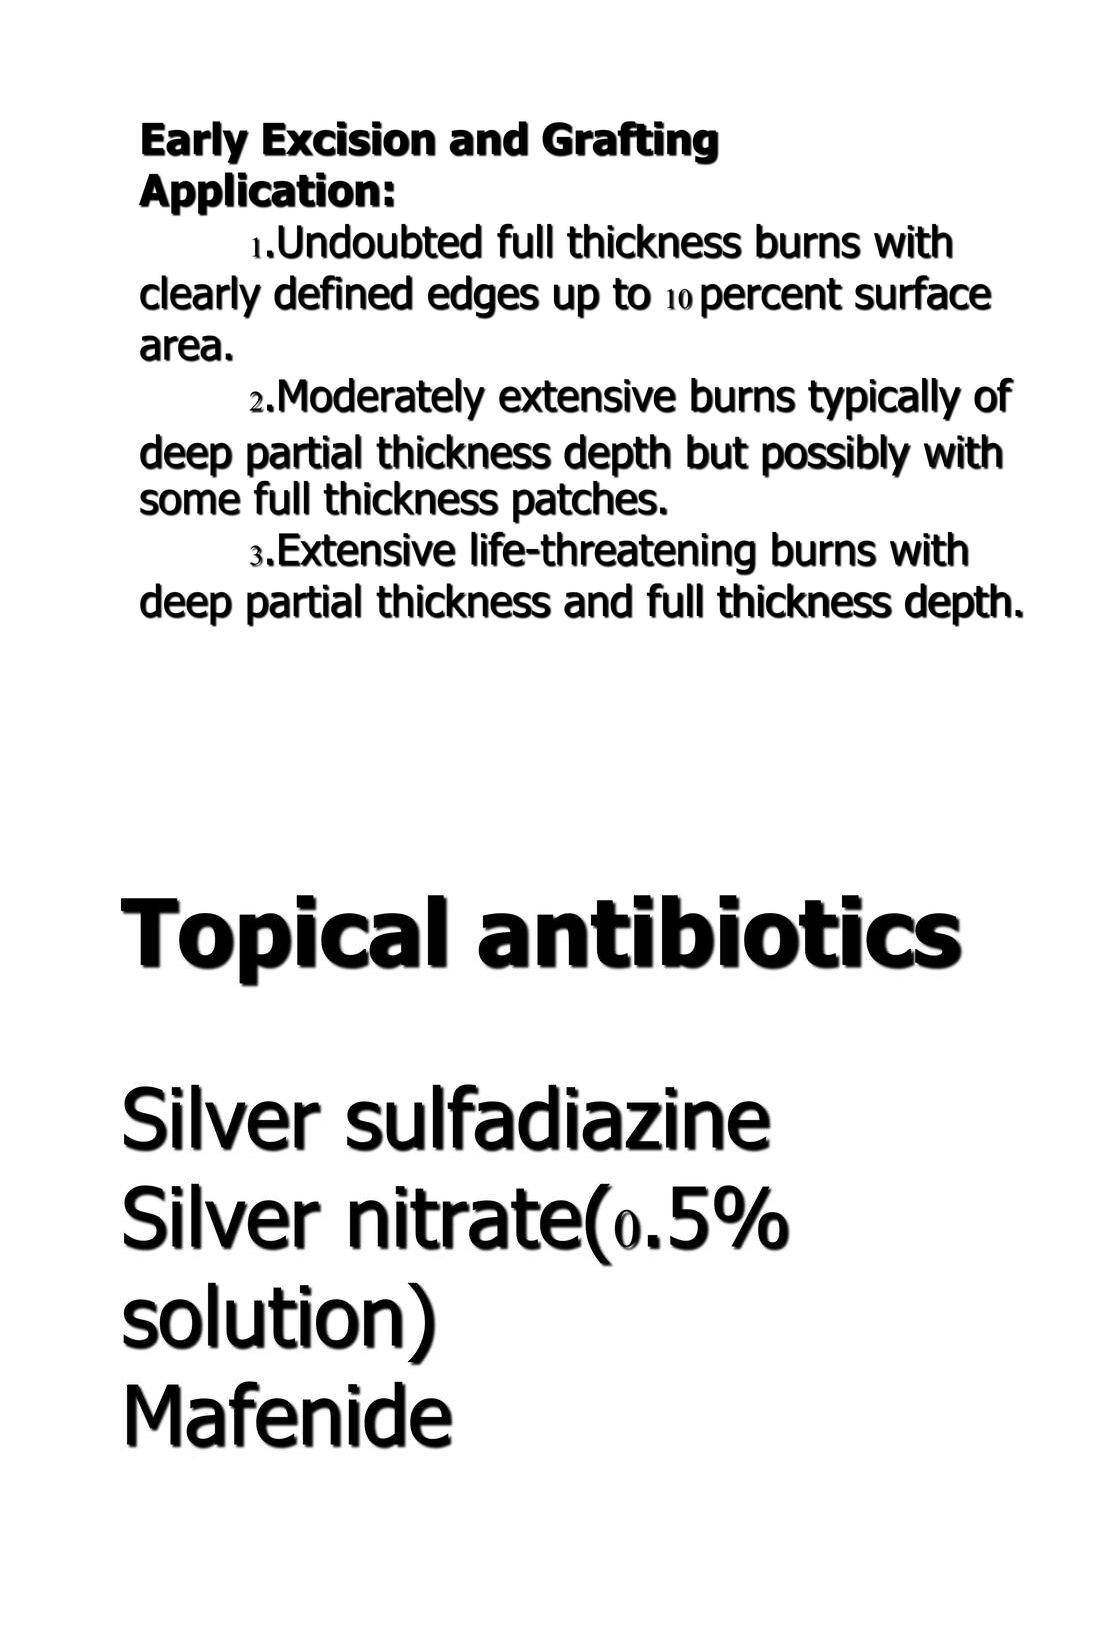 Early Excision and Grafting
Application:
1.Undoubted full thickness burns with
clearly defined edges up to 10 percent surface
area.
2.Moderately extensive burns typically of
deep partial thickness depth but possibly with
some full thickness patches.
3.Extensive life-threatening burns with
deep partial thickness and full thickness depth.
Topical antibiotics
Silver sulfadiazine
Silver nitrate(0.5%
solution)
Mafenide